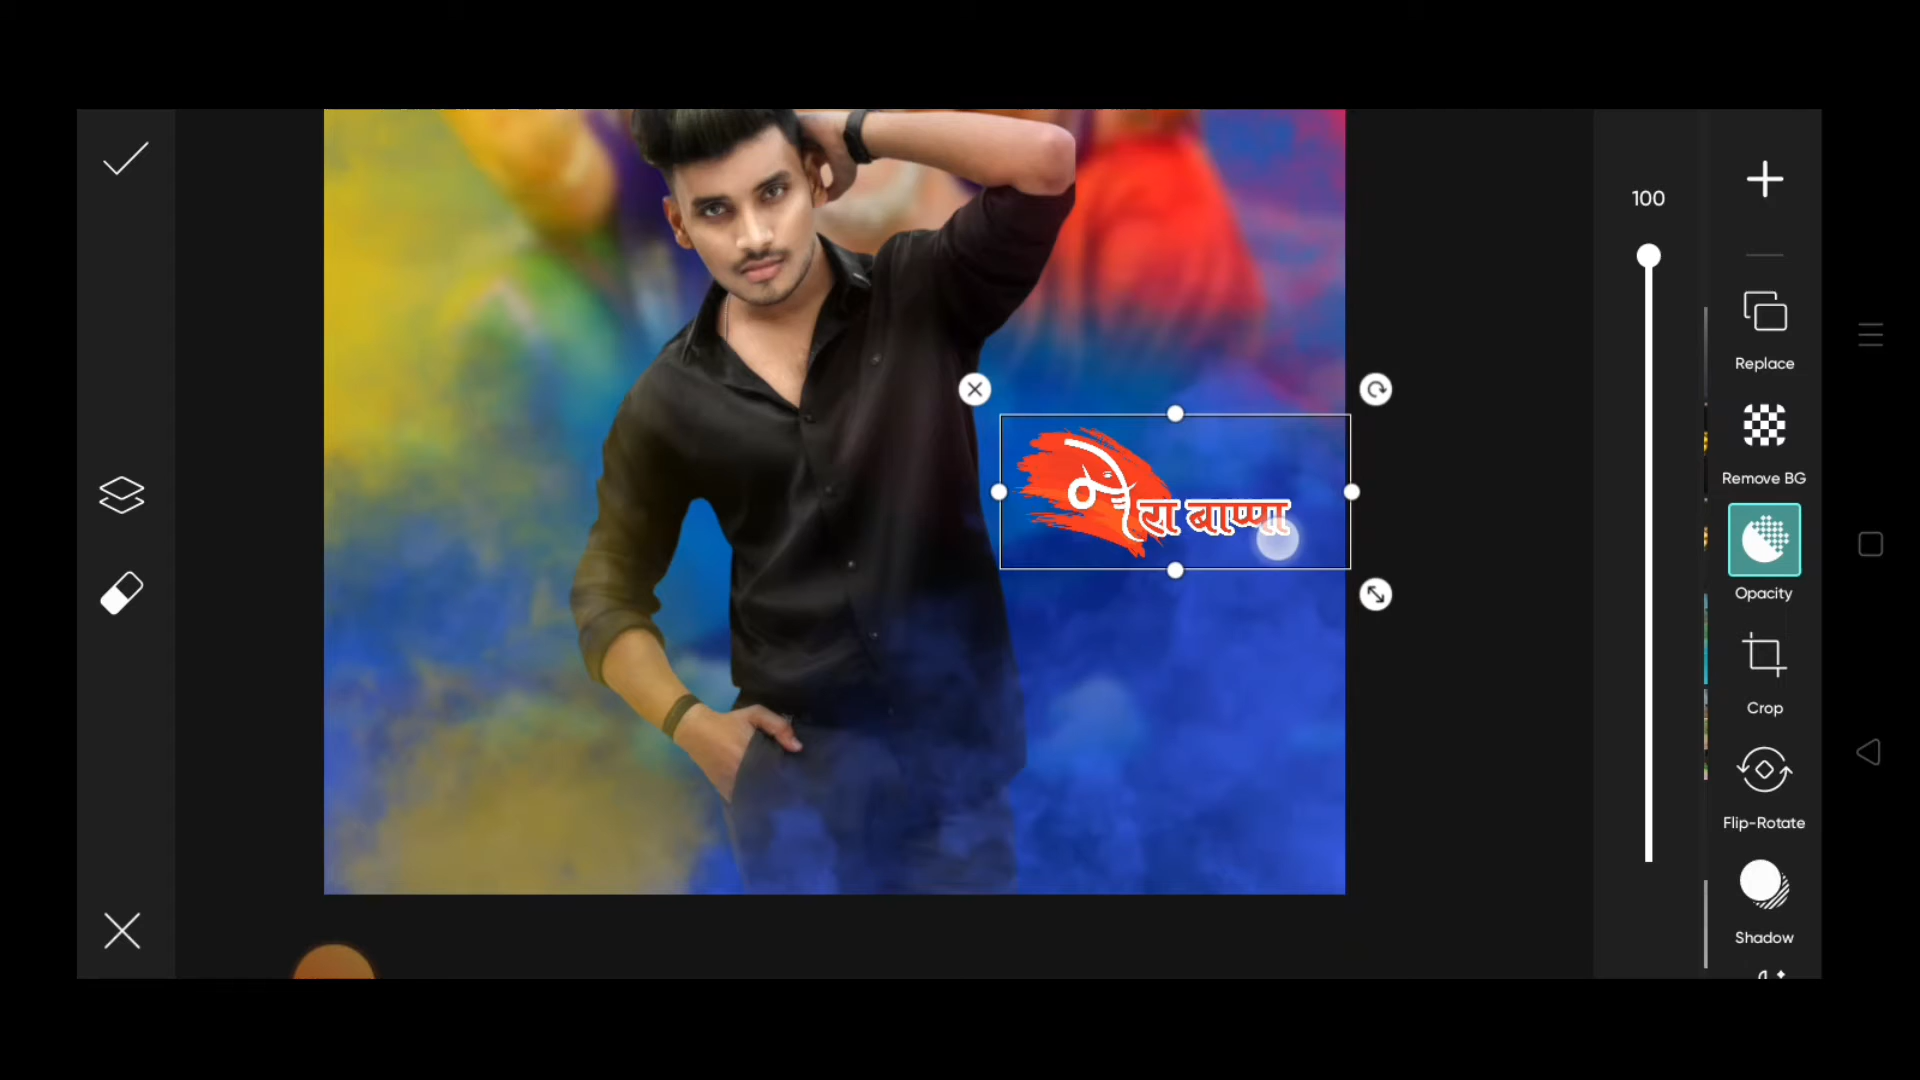 100
Replace
Remove BG
Opacity
Crop
Flip-Rotate
Shadow
मेरा बाप्पा